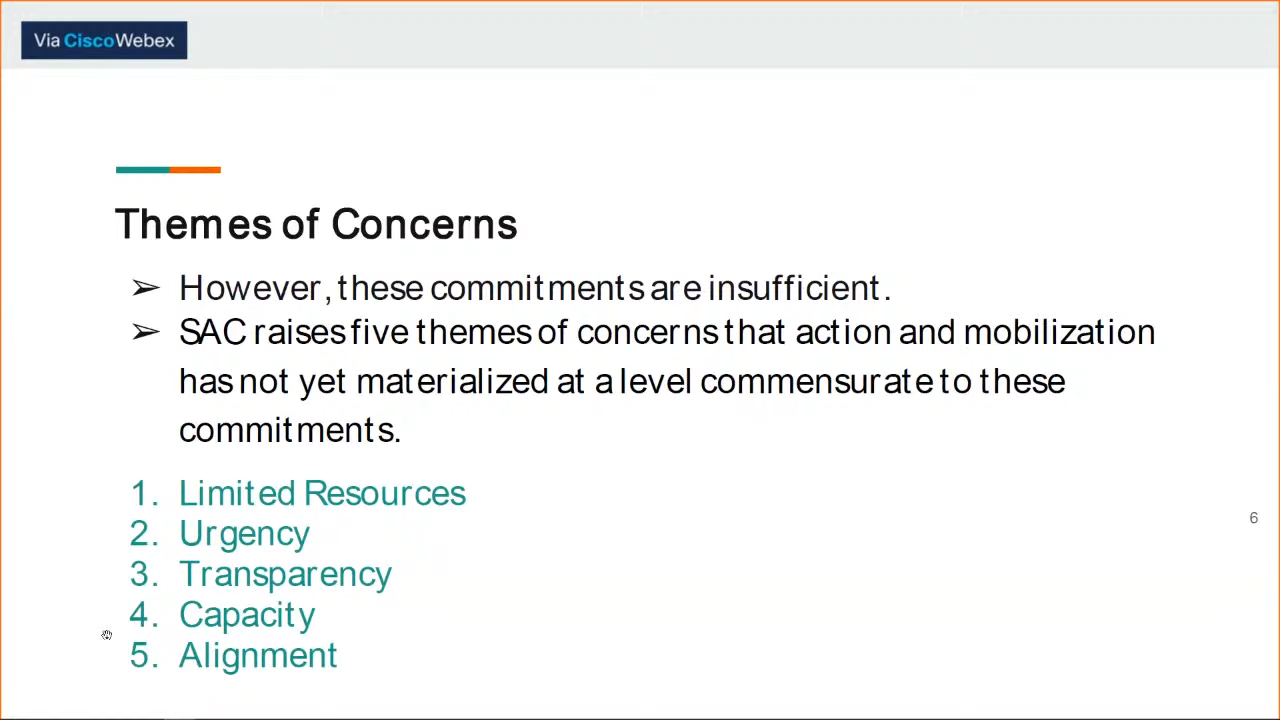 Via Cisco Webex
Themes of Concerns
➢ However, these commitments are insufficient.
➢ SAC raises five themes of concerns that action and mobilization
has not yet materialized at a level commensurate to these
commitments.
1. Limited Resources
6
2. Urgency
3. Transparency
4. Capacity
5. Alignment